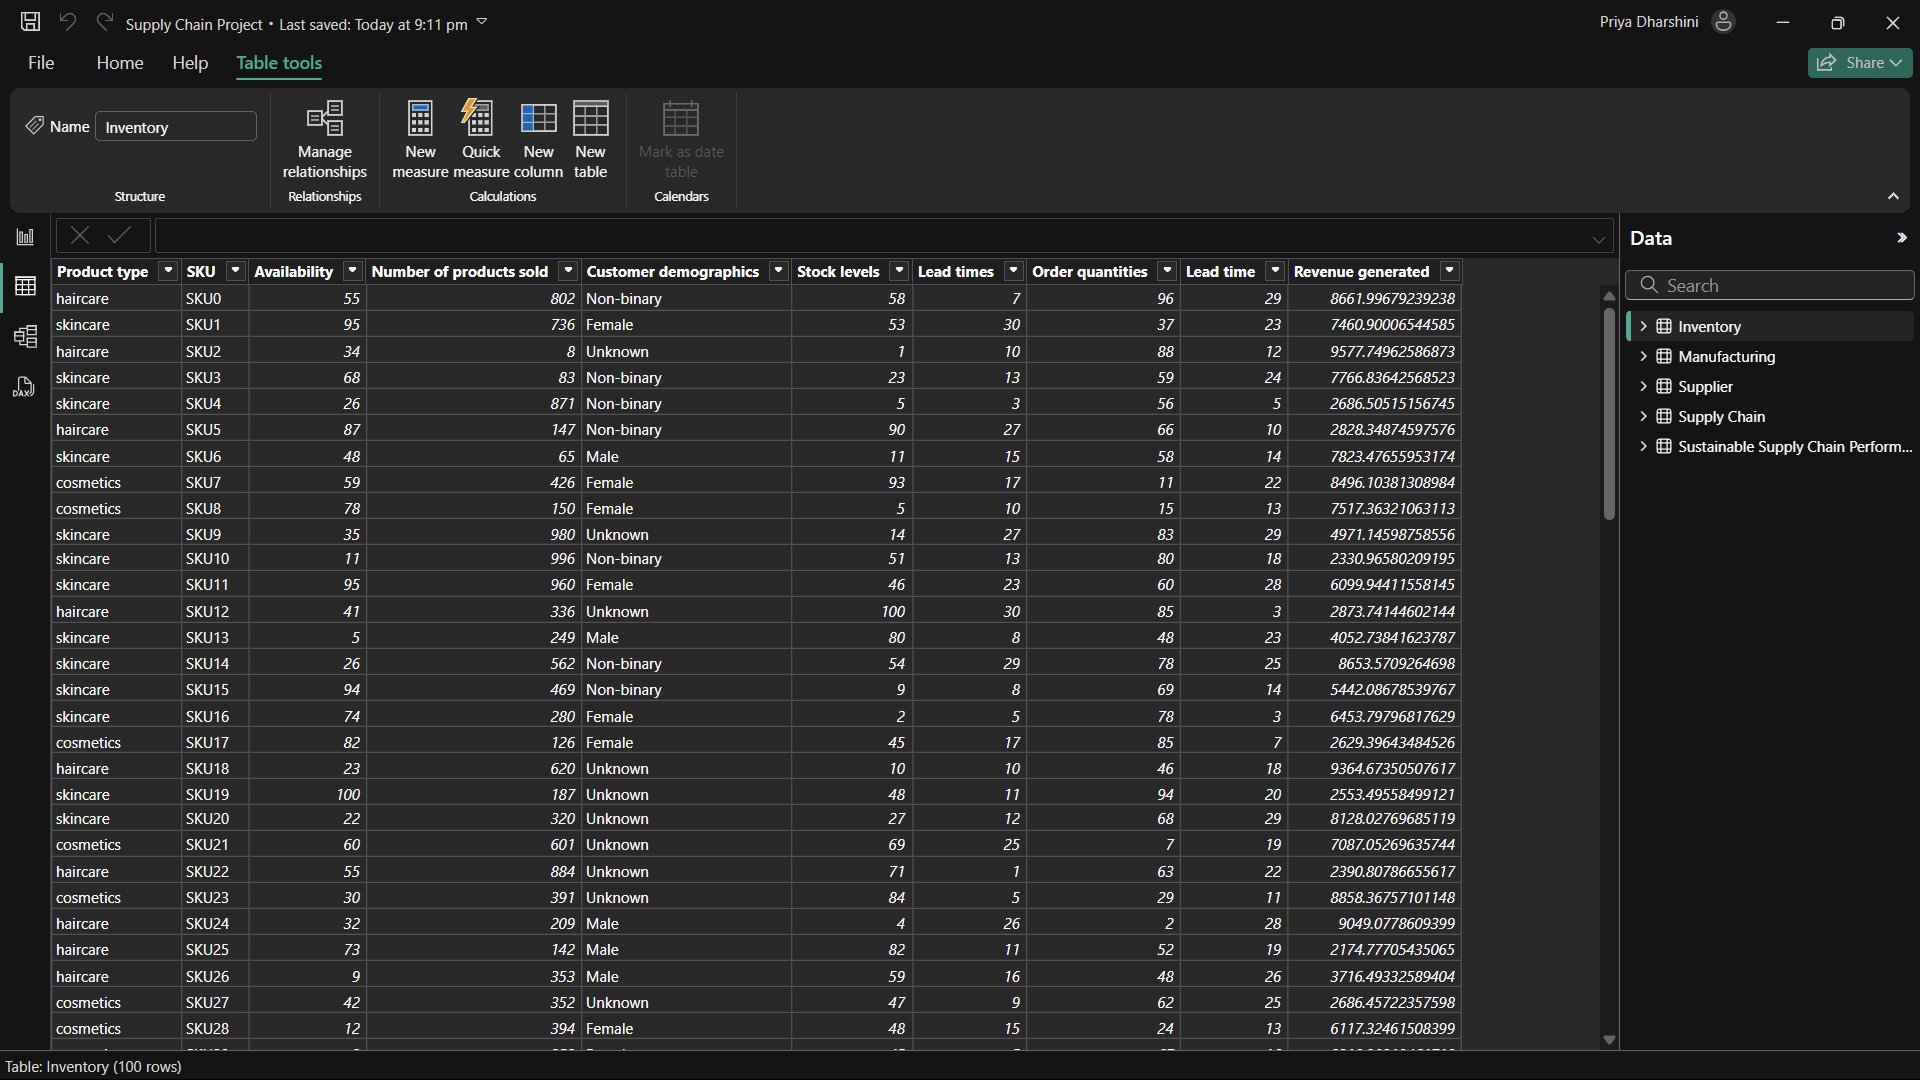 Supply Chain Project • Last saved: Today at 9:11 pm
Priya Dharshini
File Home Help Table tools
Share
Name Inventory
Manage relationships
New measure
Quick measure
New column
New table
Mark as date table
Structure Relationships Calculations Calendars
Data
Search
Inventory
Manufacturing
Supplier
Supply Chain
Sustainable Supply Chain Perform...
DAX
Product type SKU Availability Number of products sold Customer demographics Stock levels Lead times Order quantities Lead time Revenue generated
haircare SKU0 55 802 Non-binary 58 7 96 29 8661.99679239238
skincare SKU1 95 736 Female 53 30 37 23 7460.90006544585
haircare SKU2 34 8 Unknown 1 10 88 12 9577.74962586873
skincare SKU3 68 83 Non-binary 23 13 59 24 7766.83642568523
skincare SKU4 26 871 Non-binary 5 3 56 5 2686.50515156745
haircare SKU5 87 147 Non-binary 90 27 66 10 2828.34874597576
skincare SKU6 48 65 Male 11 15 58 14 7823.47655953174
cosmetics SKU7 59 426 Female 93 17 11 22 8496.10381308984
cosmetics SKU8 78 150 Female 5 10 15 13 7517.36321063113
skincare SKU9 35 980 Unknown 14 27 83 29 4971.14598758556
skincare SKU10 11 996 Non-binary 51 13 80 18 2330.96580209195
skincare SKU11 95 960 Female 46 23 60 28 6099.94411558145
haircare SKU12 41 336 Unknown 100 30 85 3 2873.74144602144
skincare SKU13 5 249 Male 80 8 48 23 4052.73841623787
skincare SKU14 26 562 Non-binary 54 29 78 25 8653.5709264698
skincare SKU15 94 469 Non-binary 9 8 69 14 5442.08678539767
skincare SKU16 74 280 Female 2 5 78 3 6453.79796817629
cosmetics SKU17 82 126 Female 45 17 85 7 2629.39643484526
haircare SKU18 23 620 Unknown 10 10 46 18 9364.67350507617
skincare SKU19 100 187 Unknown 48 11 94 20 2553.49558499121
skincare SKU20 22 320 Unknown 27 12 68 29 8128.02769685119
cosmetics SKU21 60 601 Unknown 69 25 7 19 7087.05269635744
haircare SKU22 55 884 Unknown 71 1 63 22 2390.80786655617
cosmetics SKU23 30 391 Unknown 84 5 29 11 8858.36757101148
haircare SKU24 32 209 Male 4 26 2 28 9049.0778609399
haircare SKU25 73 142 Male 82 11 52 19 2174.77705435065
haircare SKU26 9 353 Male 59 16 48 26 3716.49332589404
cosmetics SKU27 42 352 Unknown 47 9 62 25 2686.45722357598
cosmetics SKU28 12 394 Female 48 15 24 13 6117.32461508399
Table: Inventory (100 rows)